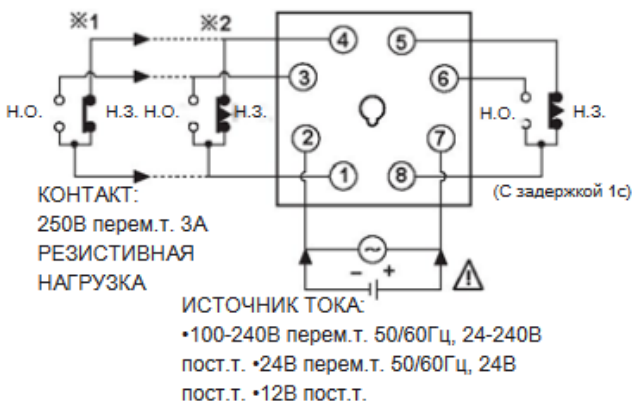 ※1
※2
4
5
3
6
Н.О.
Н.З.
Н.О.
Н.З.
Н.О.
Н.З.
2
7
1
8
(С задержкой 1с)
КОНТАКТ:
250В перем.т. 3А
РЕЗИСТИВНАЯ
НАГРУЗКА
~
− +
!
ИСТОЧНИК ТОКА:
•100-240В перем.т. 50/60Гц, 24-240В
пост.т. •24В перем.т. 50/60Гц, 24В
пост.т. •12В пост.т.